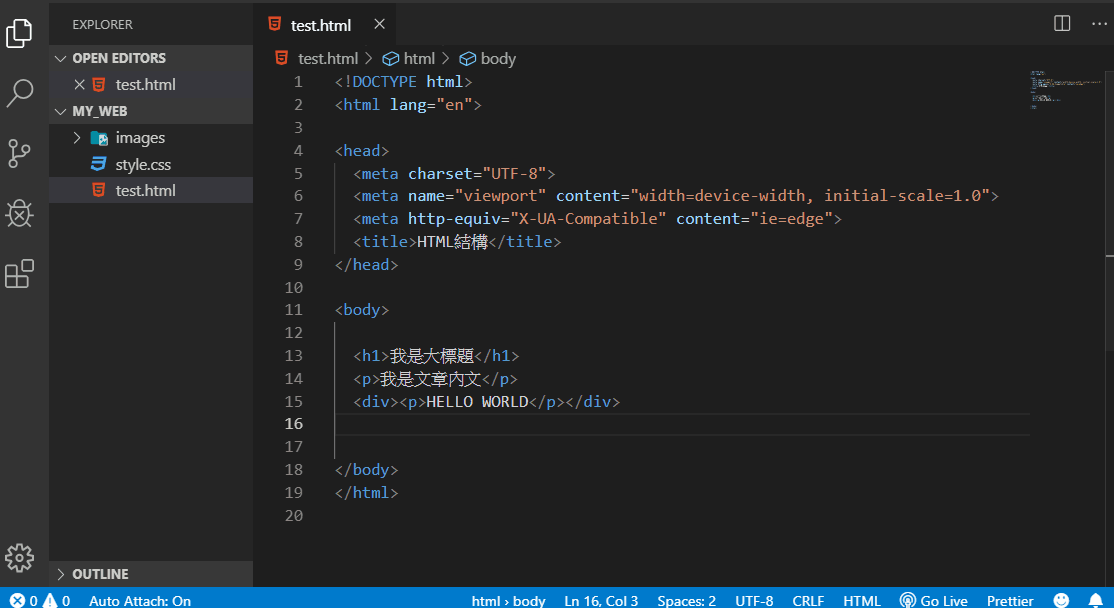 EXPLORER
OPEN EDITORS
test.html
MY_WEB
images
style.css
test.html
OUTLINE
test.html
test.html > html > body
1 <!DOCTYPE html>
2 <html lang="en">
3
4 <head>
5 <meta charset="UTF-8">
6 <meta name="viewport" content="width=device-width, initial-scale=1.0">
7 <meta http-equiv="X-UA-Compatible" content="ie=edge">
8 <title>HTML結構</title>
9 </head>
10
11 <body>
12
13 <h1>我是大標題</h1>
14 <p>我是文章內文</p>
15 <div><p>HELLO WORLD</p></div>
16
17
18 </body>
19 </html>
20
0 0 Auto Attach: On html › body Ln 16, Col 3 Spaces: 2 UTF-8 CRLF HTML Go Live Prettier